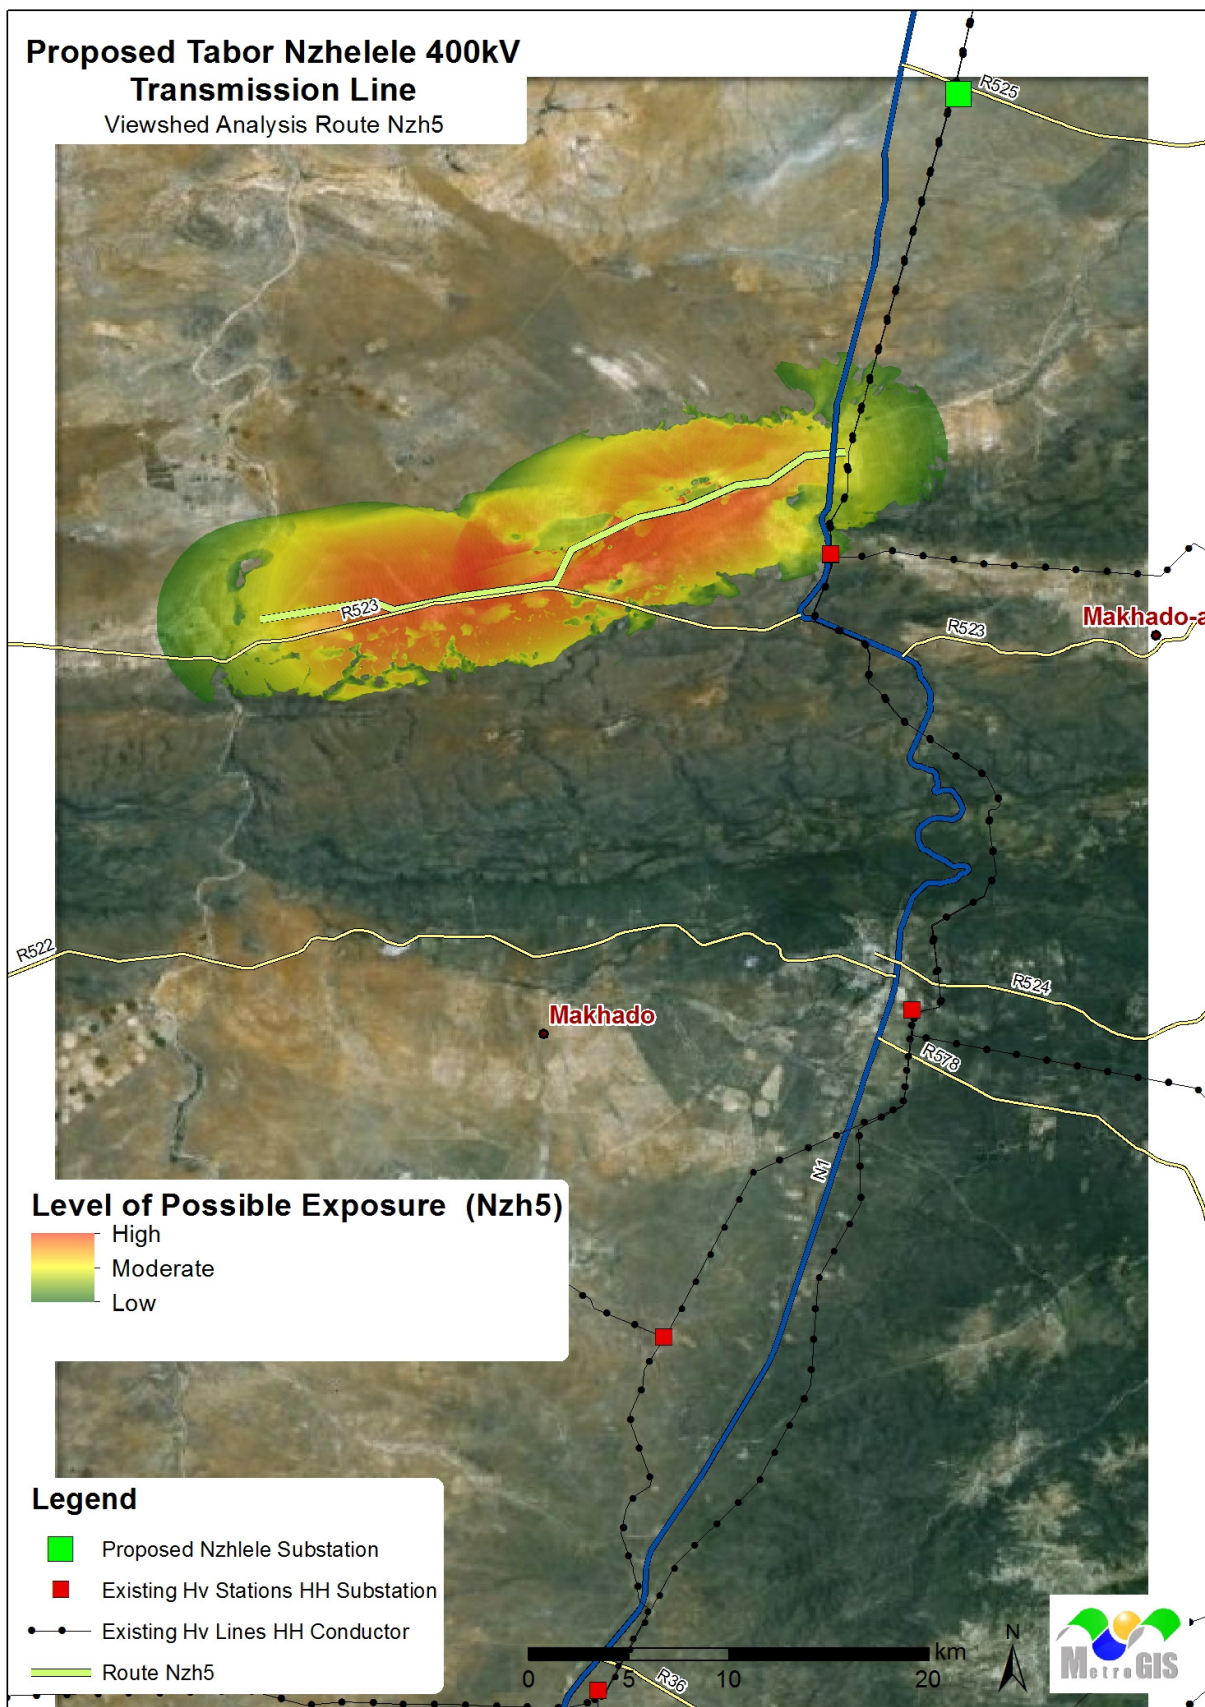 Proposed Tabor Nzhelele 400kV
Transmission Line
Viewshed Analysis Route Nzh5
R525
R523
R523
Makhado-a
R522
R524
Makhado
R578
N1
Level of Possible Exposure (Nzh5)
High
Moderate
Low
Legend
Proposed Nzhlele Substation
Existing Hv Stations HH Substation
Existing Hv Lines HH Conductor
Route Nzh5
R36
km
0 5 10 20
N
MetroGIS